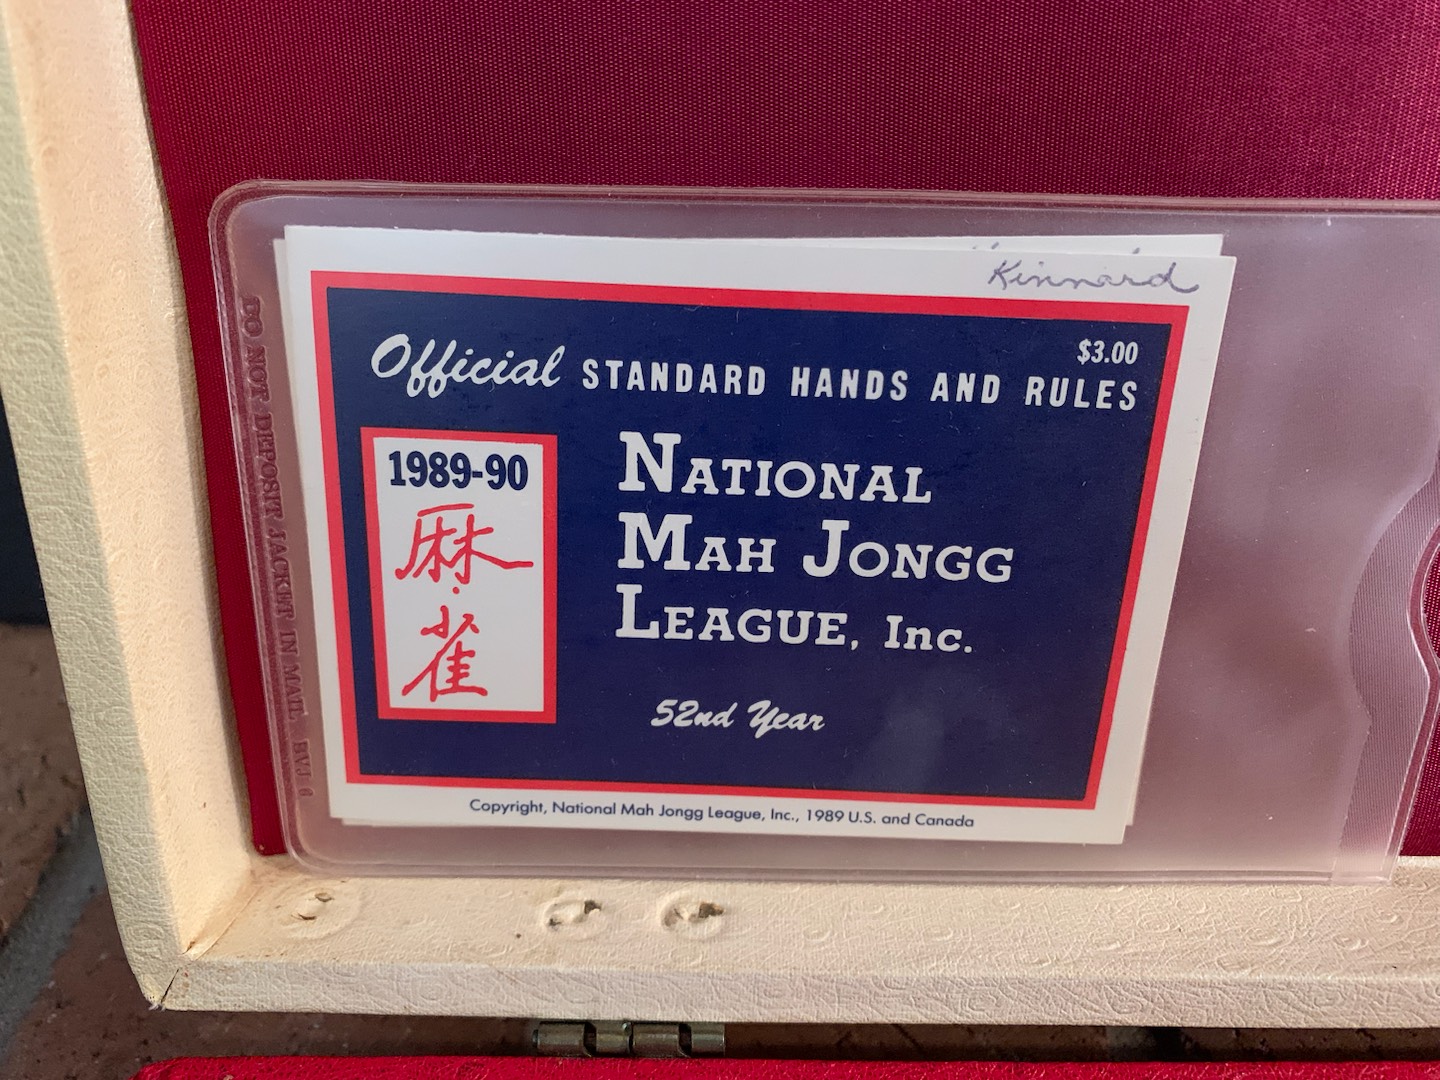 Kinnard
$3.00
Official STANDARD HANDS AND RULES
1989-90
麻
雀
NATIONAL
MAH JONGG
LEAGUE, INC.
52nd Year
Copyright, National Mah Jongg League, Inc., 1989 U.S. and Canada
DO NOT DEPOSIT JACKET IN MAIL